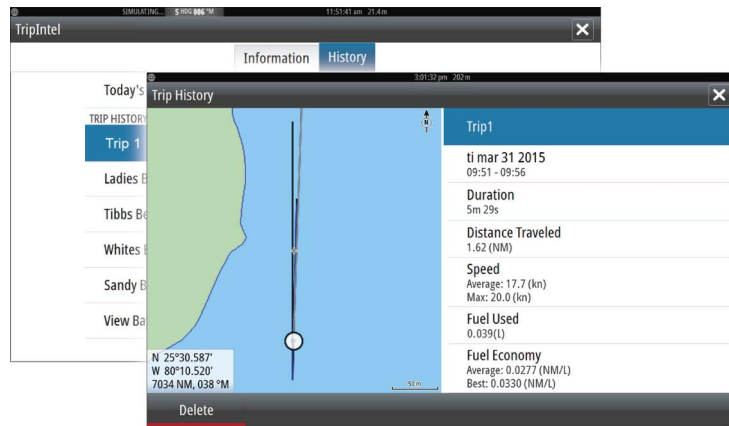 SIMULATING... S HDG 006 °M 11:51:41 am 21.4 m
TripIntel
Information History
Today's
TRIP HISTORY
Trip 1
Ladies B
Tibbs Be
Whites
Sandy B
View Ba
3:01:32 pm 202 m
Trip History
N
Trip1
ti mar 31 2015
09:51 - 09:56
Duration
5m 29s
Distance Traveled
1.62 (NM)
Speed
Average: 17.7 (kn)
Max: 20.0 (kn)
Fuel Used
0.039(L)
Fuel Economy
Average: 0.0277 (NM/L)
Best: 0.0330 (NM/L)
N 25°30.587'
W 80°10.520'
7034 NM, 038 °M
50 m
Delete